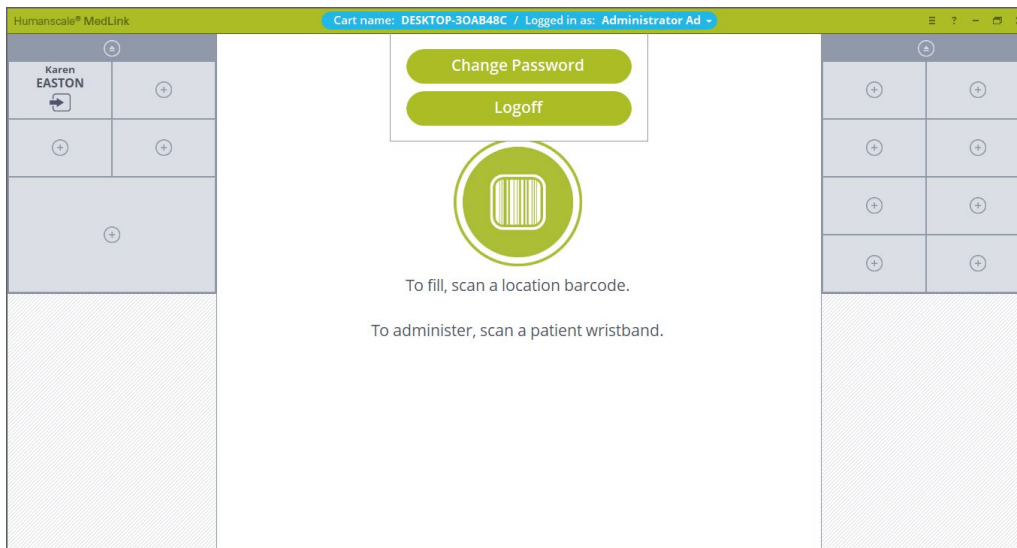 Humanscale® MedLink
Cart name: DESKTOP-3OAB48C / Logged in as: Administrator Ad
Change Password
Logoff
Karen
EASTON
To fill, scan a location barcode.
To administer, scan a patient wristband.